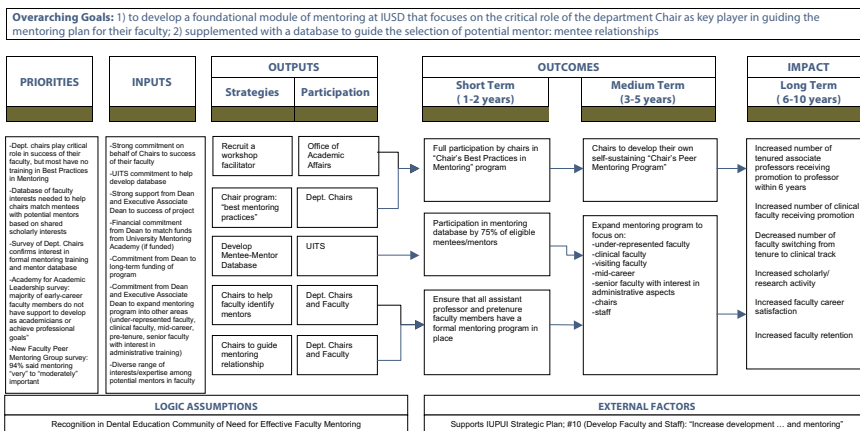 Overarching Goals: 1) to develop a foundational module of mentoring at IUSD that focuses on the critical role of the department Chair as key player in guiding the
mentoring plan for their faculty; 2) supplemented with a database to guide the selection of potential mentor: mentee relationships
PRIORITIES
INPUTS
OUTPUTS
Strategies
Participation
OUTCOMES
Short Term
( 1-2 years)
Medium Term
(3-5 years)
IMPACT
Long Term
( 6-10 years)
-Dept. chairs play critical
role in success of their
faculty, but most have no
training in Best Practices
in Mentoring
-Database of faculty
interests needed to help
chairs match mentees
with potential mentors
based on shared
scholarly interests
-Survey of Dept. Chairs
confirms interest in
formal mentoring training
and mentor database
-Academy for Academic
Leadership survey:
majority of early-career
faculty members do not
have support to develop
as academicians or
achieve professional
goals"
-New Faculty Peer
Mentoring Group survey:
94% said mentoring
"very" to "moderately"
important
-Strong commitment on
behalf of Chairs to success
of their faculty
-UITS commitment to help
develop database
-Strong support from Dean
and Executive Associate
Dean to success of project
-Financial commitment
from Dean to match funds
from University Mentoring
Academy (if funded)
-Commitment from Dean to
long-term funding of
program
-Commitment from Dean
and Executive Associate
Dean to expand mentoring
program into other areas
(under-represented faculty,
clinical faculty, mid-career,
pre-tenure, senior faculty
with interest in
administrative training)
-Diverse range of
interests/expertise among
potential mentors in faculty
Recruit a
workshop
facilitator
Office of
Academic
Affairs
Chair program:
"best mentoring
practices"
Dept. Chairs
Develop
Mentee-Mentor
Database
UITS
Chairs to help
faculty identify
mentors
Dept. Chairs
and Faculty
Chairs to guide
mentoring
relationship
Dept. Chairs
and Faculty
Full participation by chairs in
"Chair's Best Practices in
Mentoring" program
Participation in mentoring
database by 75% of eligible
mentees/mentors
Ensure that all assistant
professor and pretenure
faculty members have a
formal mentoring program in
place
Chairs to develop their own
self-sustaining "Chair's Peer
Mentoring Program"
Expand mentoring program to
focus on:
-under-represented faculty
-clinical faculty
-visiting faculty
-mid-career
-senior faculty with interest in
administrative aspects
-chairs
-staff
Increased number of
tenured associate
professors receiving
promotion to professor
within 6 years
Increased number of clinical
faculty receiving promotion
Decreased number of
faculty switching from
tenure to clinical track
Increased scholarly/
research activity
Increased faculty career
satisfaction
Increased faculty retention
LOGIC ASSUMPTIONS
Recognition in Dental Education Community of Need for Effective Faculty Mentoring
EXTERNAL FACTORS
Supports IUPUI Strategic Plan; #10 (Develop Faculty and Staff): "Increase development ... and mentoring"